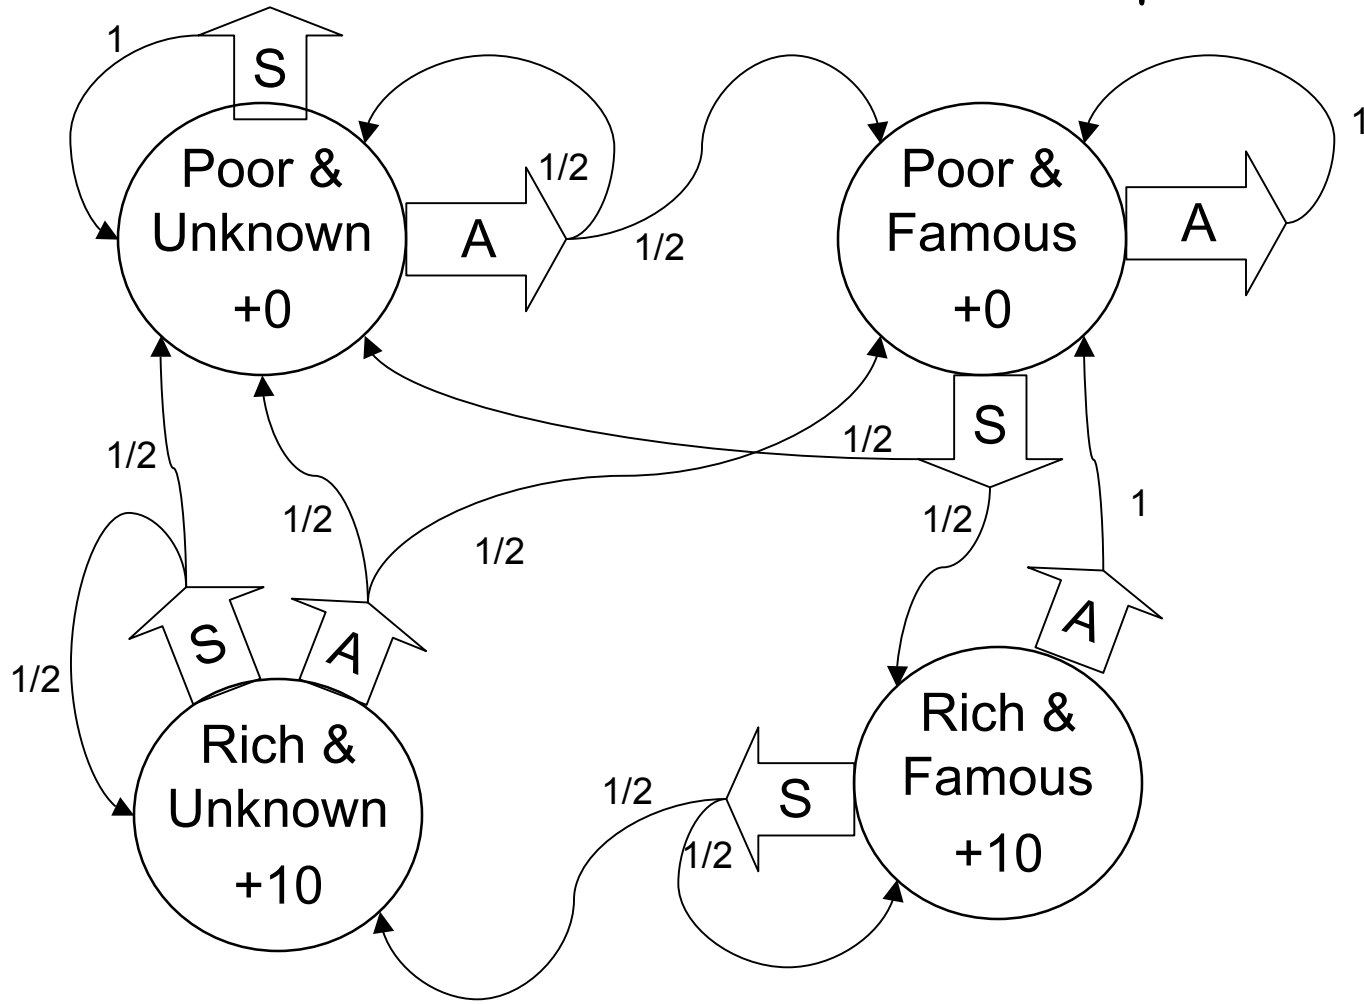 1
S
Poor &
Unknown
+0
1/2
A
1/2
Poor &
Famous
+0
A
1
S
1/2
1/2
1/2
1/2
1/2
1
S
A
A
1/2
Rich &
Unknown
+10
Rich &
Famous
+10
S
1/2
1/2